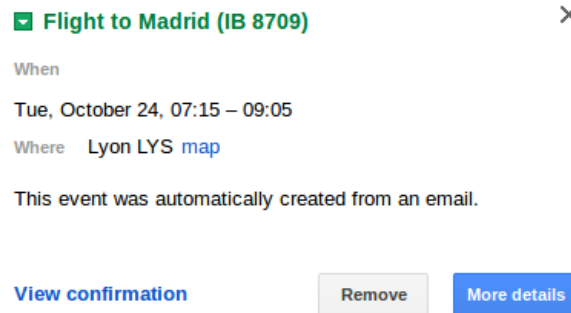 Flight to Madrid (IB 8709)
When
Tue, October 24, 07:15 – 09:05
Where Lyon LYS map
This event was automatically created from an email.
View confirmation Remove More details